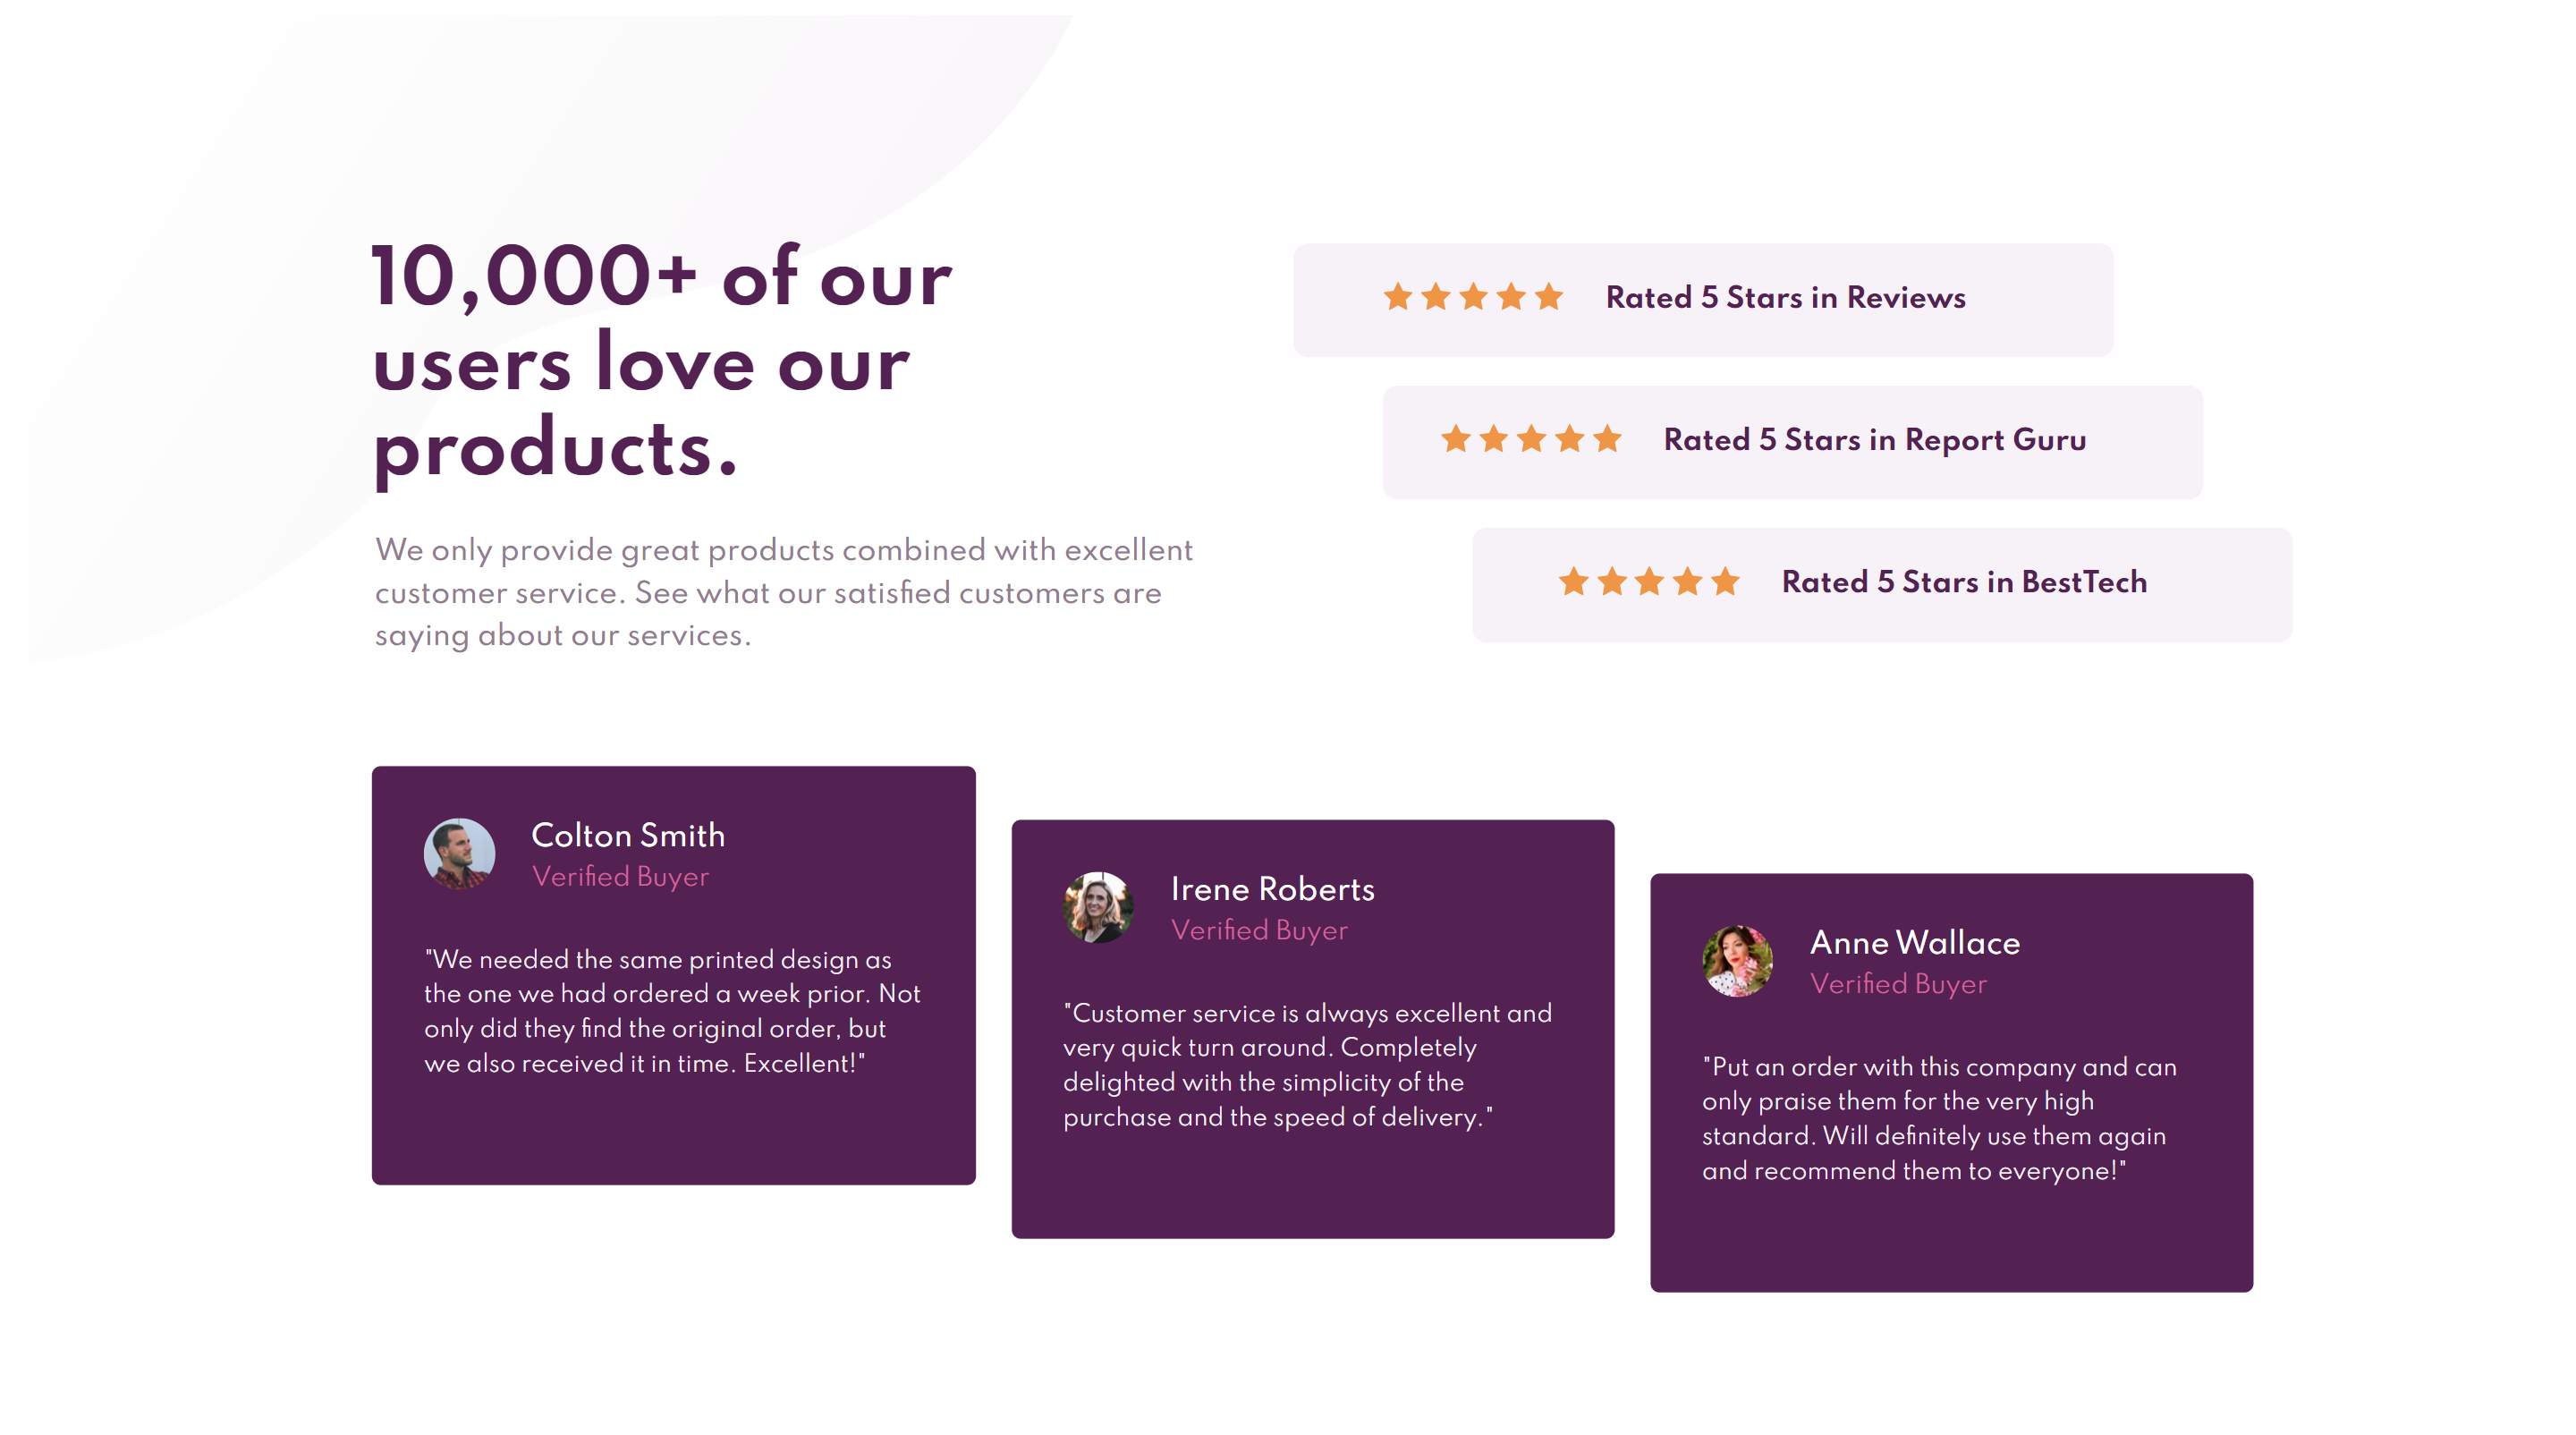 10,000+ of our
users love our
products.
We only provide great products combined with excellent
customer service. See what our satisfied customers are
saying about our services.
Rated 5 Stars in Reviews
Rated 5 Stars in Report Guru
Rated 5 Stars in BestTech
Colton Smith
Verified Buyer
"We needed the same printed design as
the one we had ordered a week prior. Not
only did they find the original order, but
we also received it in time. Excellent!"
Irene Roberts
Verified Buyer
"Customer service is always excellent and
very quick turn around. Completely
delighted with the simplicity of the
purchase and the speed of delivery."
Anne Wallace
Verified Buyer
"Put an order with this company and can
only praise them for the very high
standard. Will definitely use them again
and recommend them to everyone!"